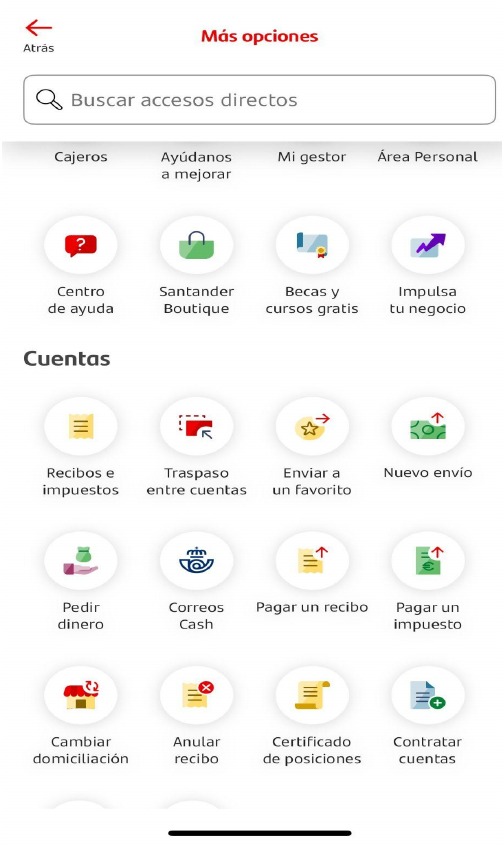 Atrás
Más opciones
Buscar accesos directos
Cajeros
Ayúdanos
a mejorar
Mi gestor
Área Personal
?
Centro
de ayuda
Santander
Boutique
Becas y
cursos gratis
Impulsa
tu negocio
Cuentas
Recibos e
impuestos
Traspaso
entre cuentas
Enviar a
un favorito
Nuevo envío
€
Pedir
dinero
Correos
Cash
Pagar un recibo
Pagar un
impuesto
Cambiar
domiciliación
Anular
recibo
Certificado
de posiciones
Contratar
cuentas